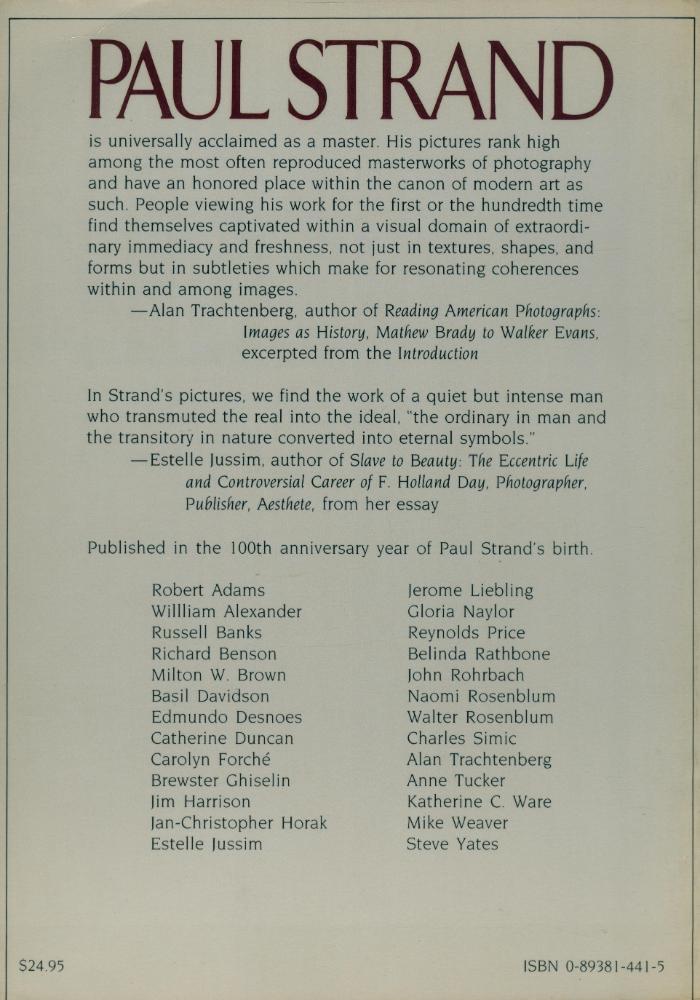 PAUL STRAND
is universally acclaimed as a master. His pictures rank high
among the most often reproduced masterworks of photography
and have an honored place within the canon of modern art as
such. People viewing his work for the first or the hundredth time
find themselves captivated within a visual domain of extraordi-
nary immediacy and freshness, not just in textures, shapes, and
forms but in subtleties which make for resonating coherences
within and among images.
—Alan Trachtenberg, author of Reading American Photographs:
Images as History, Mathew Brady to Walker Evans,
excerpted from the Introduction
In Strand's pictures, we find the work of a quiet but intense man
who transmuted the real into the ideal, "the ordinary in man and
the transitory in nature converted into eternal symbols."
—Estelle Jussim, author of Slave to Beauty: The Eccentric Life
and Controversial Career of F. Holland Day, Photographer,
Publisher, Aesthete, from her essay
Published in the 100th anniversary year of Paul Strand's birth.
Robert Adams
Willliam Alexander
Russell Banks
Richard Benson
Milton W. Brown
Basil Davidson
Edmundo Desnoes
Catherine Duncan
Carolyn Forché
Brewster Ghiselin
Jim Harrison
Jan-Christopher Horak
Estelle Jussim
Jerome Liebling
Gloria Naylor
Reynolds Price
Belinda Rathbone
John Rohrbach
Naomi Rosenblum
Walter Rosenblum
Charles Simic
Alan Trachtenberg
Anne Tucker
Katherine C. Ware
Mike Weaver
Steve Yates
$24.95
ISBN 0-89381-441-5